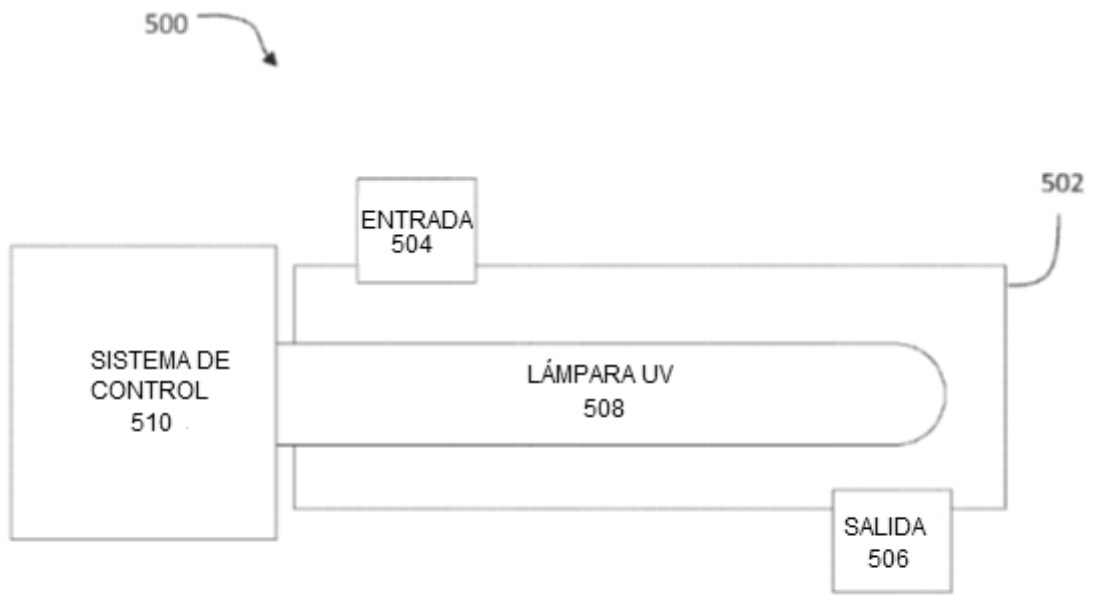 500
502
ENTRADA
504
SISTEMA DE
CONTROL
510
LÁMPARA UV
508
SALIDA
506